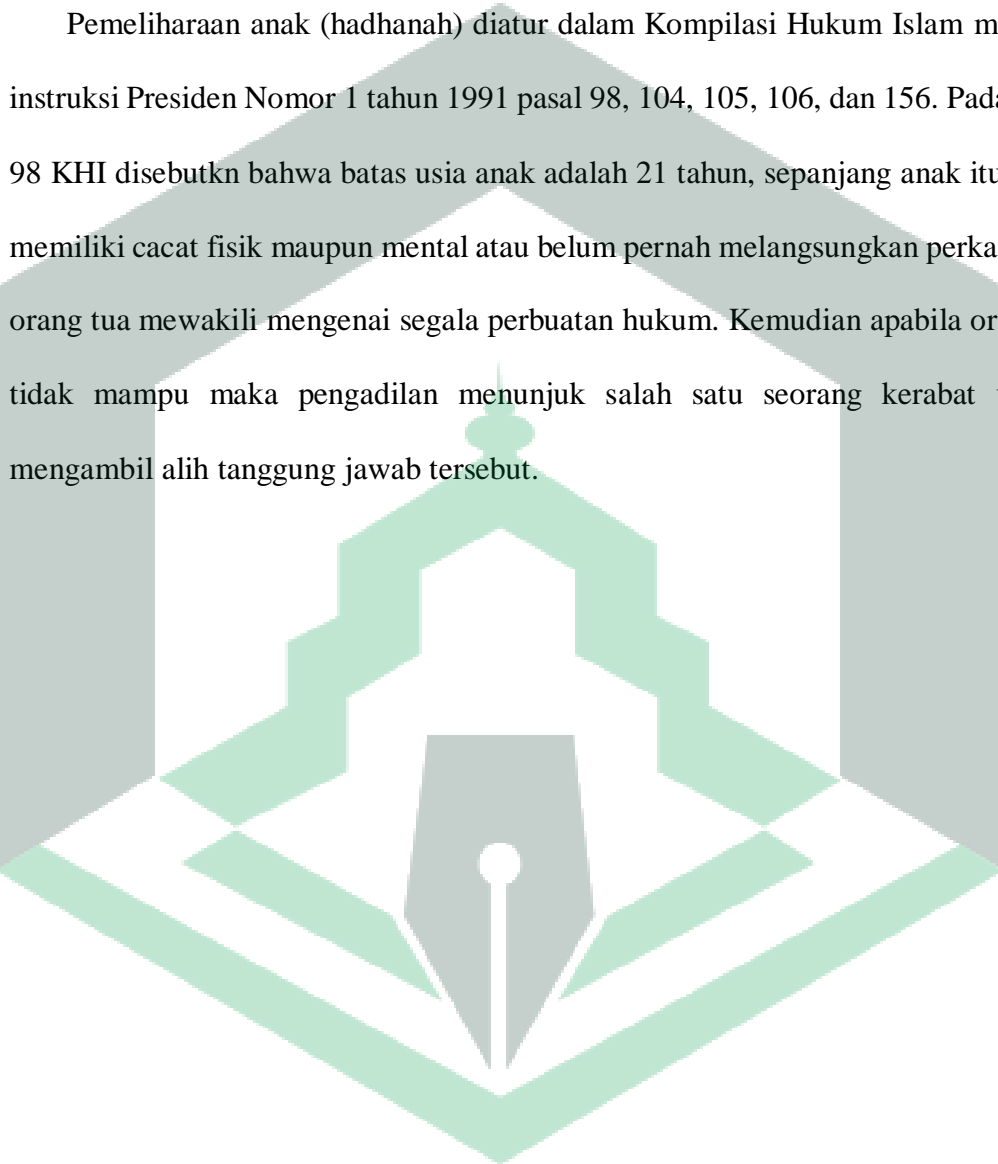 Pemeliharaan anak (hadhanah) diatur dalam Kompilasi Hukum Islam
instruksi Presiden Nomor 1 tahun 1991 pasal 98, 104, 105, 106, dan 156.
98 KHI disebutkn bahwa batas usia anak adalah 21 tahun, sepanjang anak itu
memiliki cacat fisik maupun mental atau belum pernah melangsungkan
orang tua mewakili mengenai segala perbuatan hukum. Kemudian apabila
tidak mampu maka pengadilan menunjuk salah satu seorang kerabat
mengambil alih tanggung jawab tersebut.